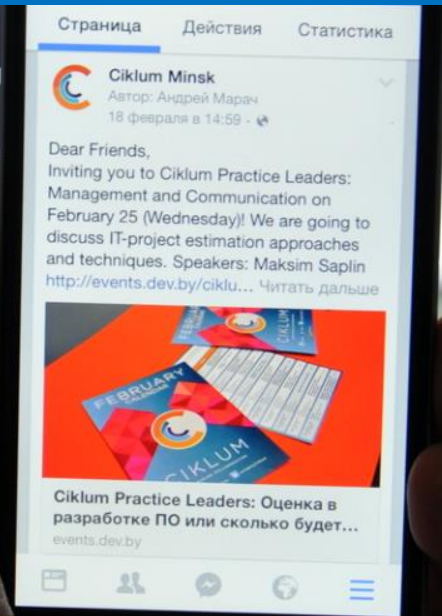 Страница Действия Статистика
Ciklum Minsk
Автор: Андрей Марач
18 февраля в 14:59 -
Dear Friends,
Inviting you to Ciklum Practice Leaders:
Management and Communication on
February 25 (Wednesday)! We are going to
discuss IT-project estimation approaches
and techniques. Speakers: Maksim Saplin
http://events.dev.by/ciklu... Читать дальше
FEBRUARY
CALENDAR
FEBRUARY
CALENDAR
CIKLUM
Ciklum Practice Leaders: Оценка в
разработке ПО или сколько будет...
events.dev.by